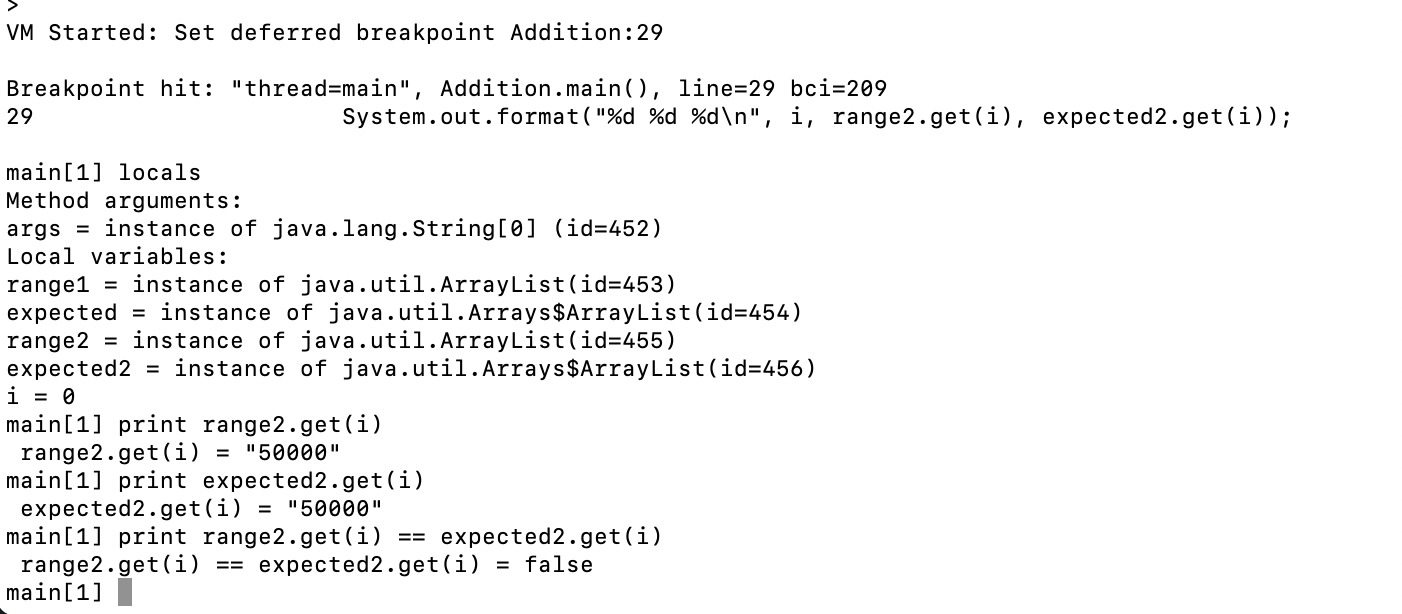 >
VM Started: Set deferred breakpoint Addition:29
Breakpoint hit: "thread=main", Addition.main(), line=29 bci=209
29                      System.out.format("%d %d %d\n", i, range2.get(i), expected2.get(i));
main[1] locals
Method arguments:
args = instance of java.lang.String[0] (id=452)
Local variables:
range1 = instance of java.util.ArrayList(id=453)
expected = instance of java.util.Arrays$ArrayList(id=454)
range2 = instance of java.util.ArrayList(id=455)
expected2 = instance of java.util.Arrays$ArrayList(id=456)
i = 0
main[1] print range2.get(i)
 range2.get(i) = "50000"
main[1] print expected2.get(i)
 expected2.get(i) = "50000"
main[1] print range2.get(i) == expected2.get(i)
 range2.get(i) == expected2.get(i) = false
main[1]